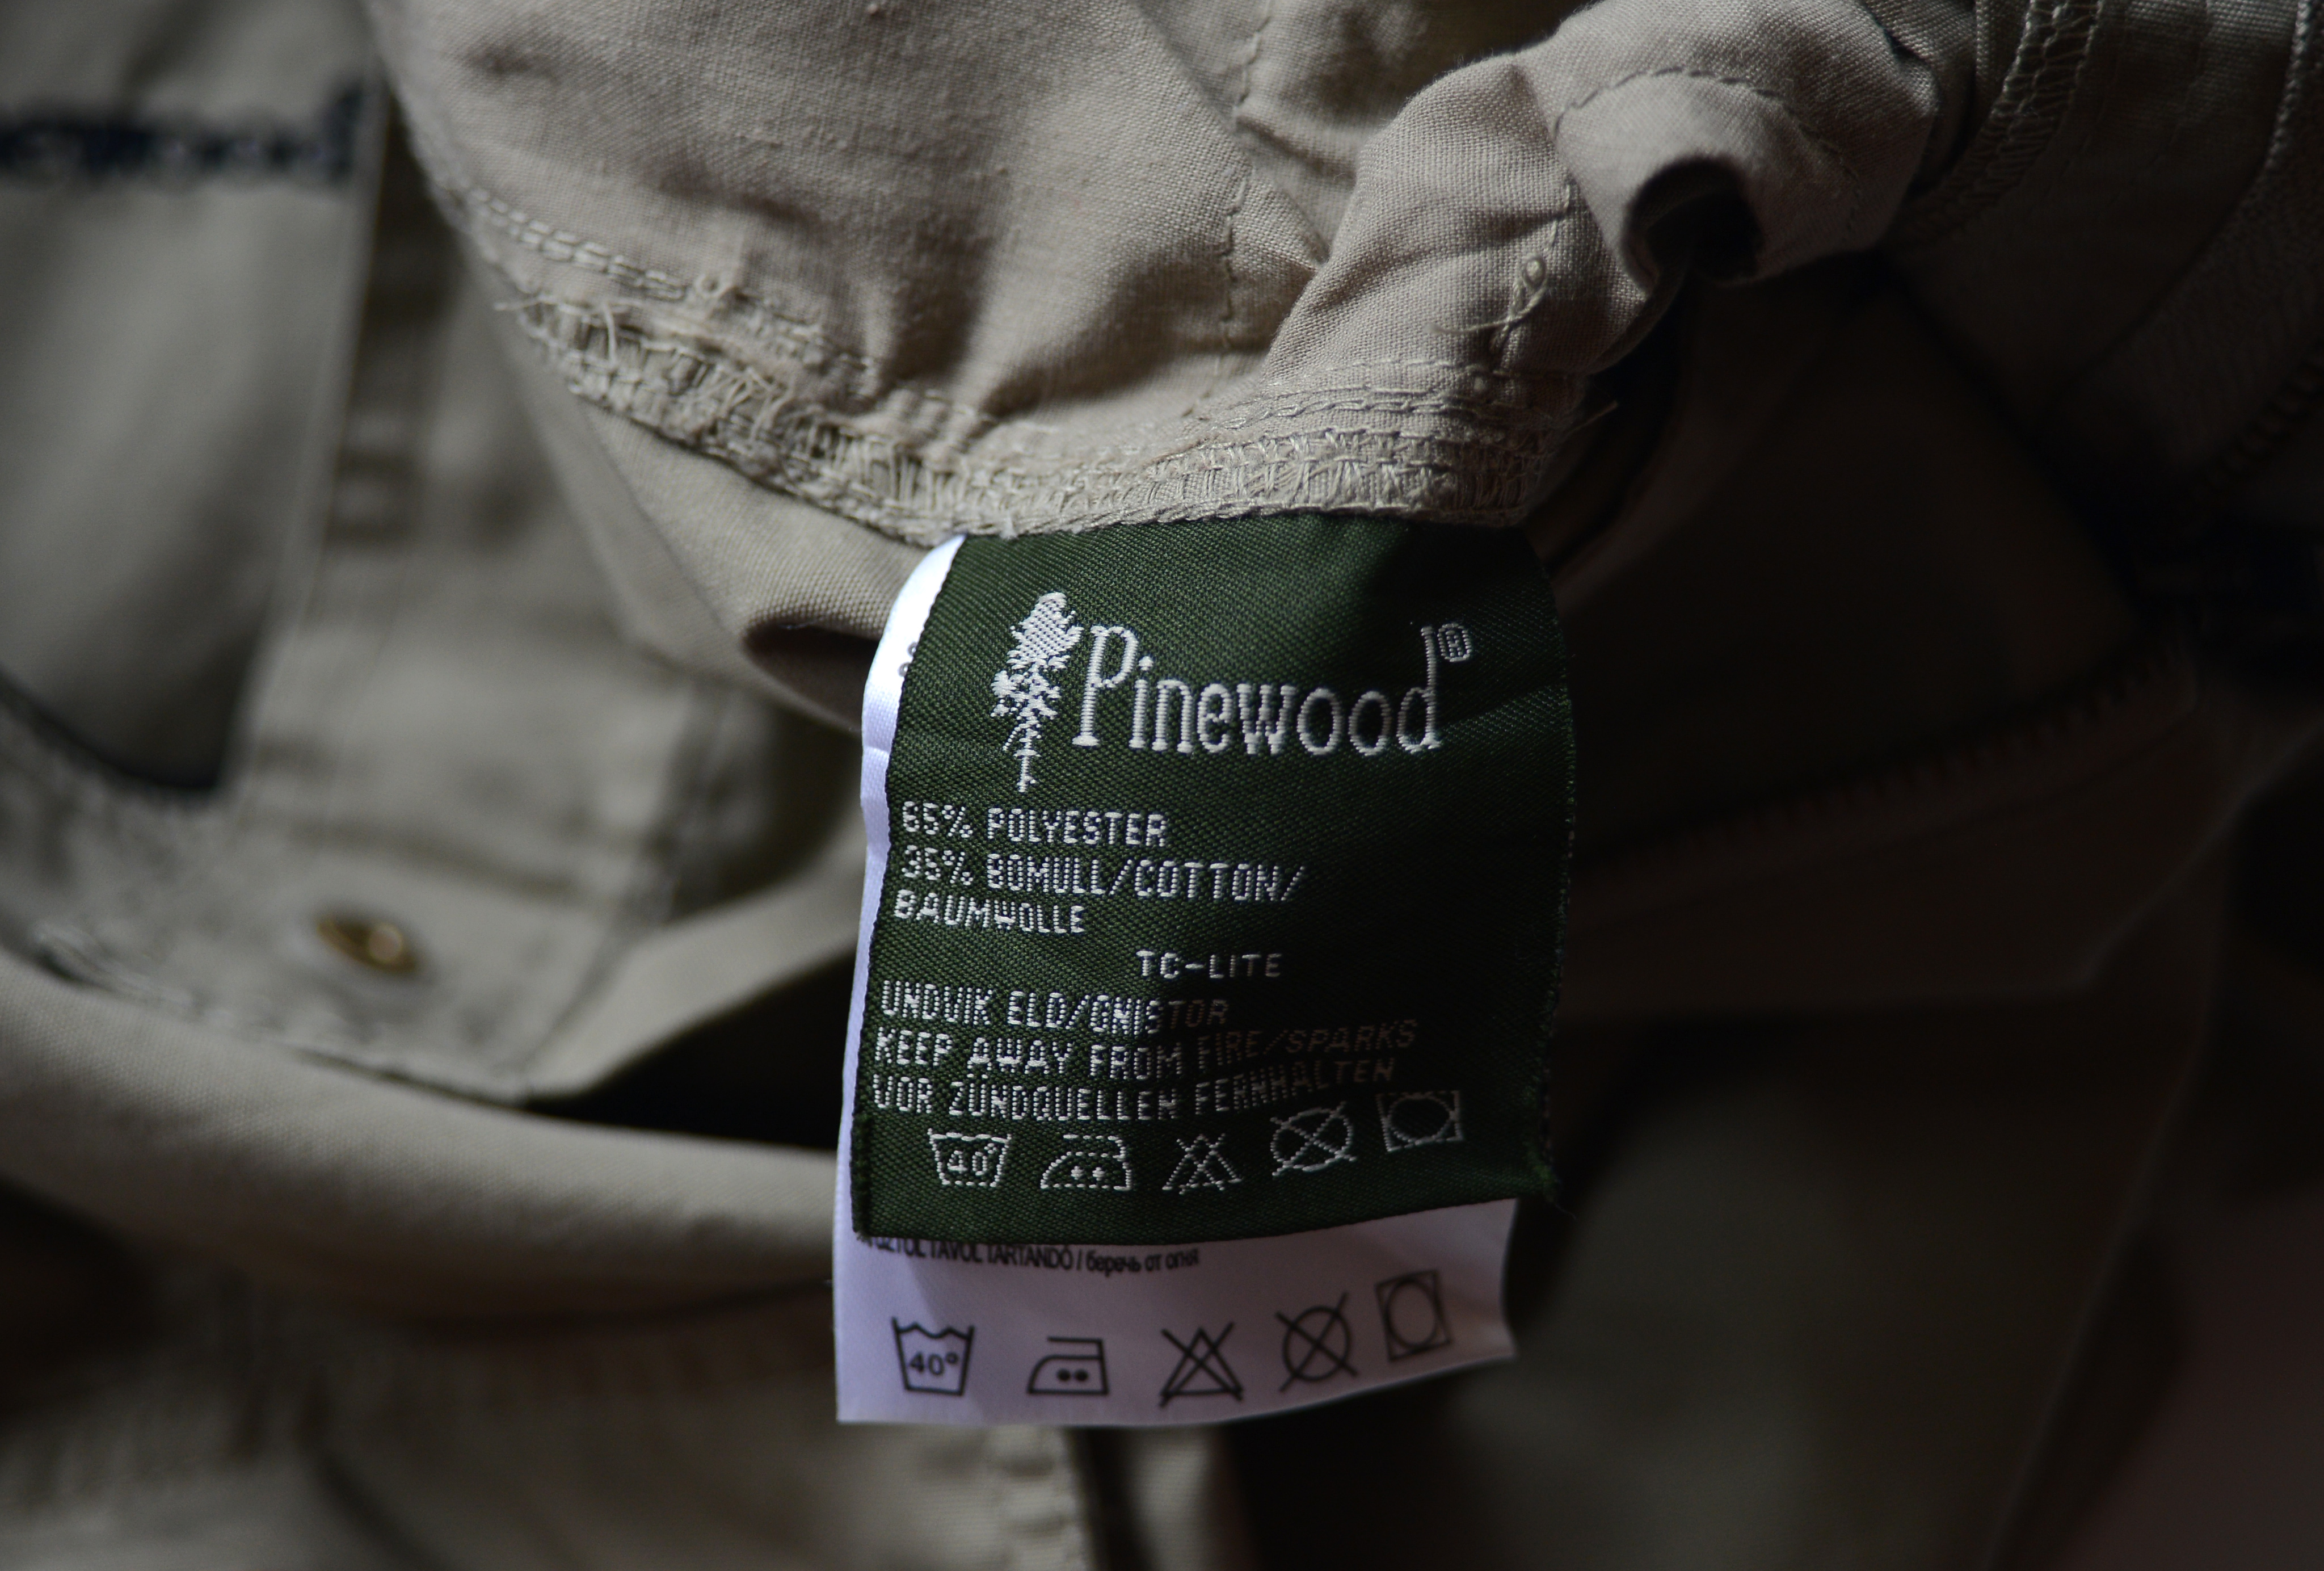 Pinewood®
65% POLYESTER
35% BOMULL/COTTON/
BAUMWOLLE
TC-LITE
UNDVIK ELD/GNISTOR
KEEP AWAY FROM FIRE/SPARKS
VOR ZÜNDQUELLEN FERNHALTEN
40°
TÁVOL TARTANDÓ / беречь от огня
40°